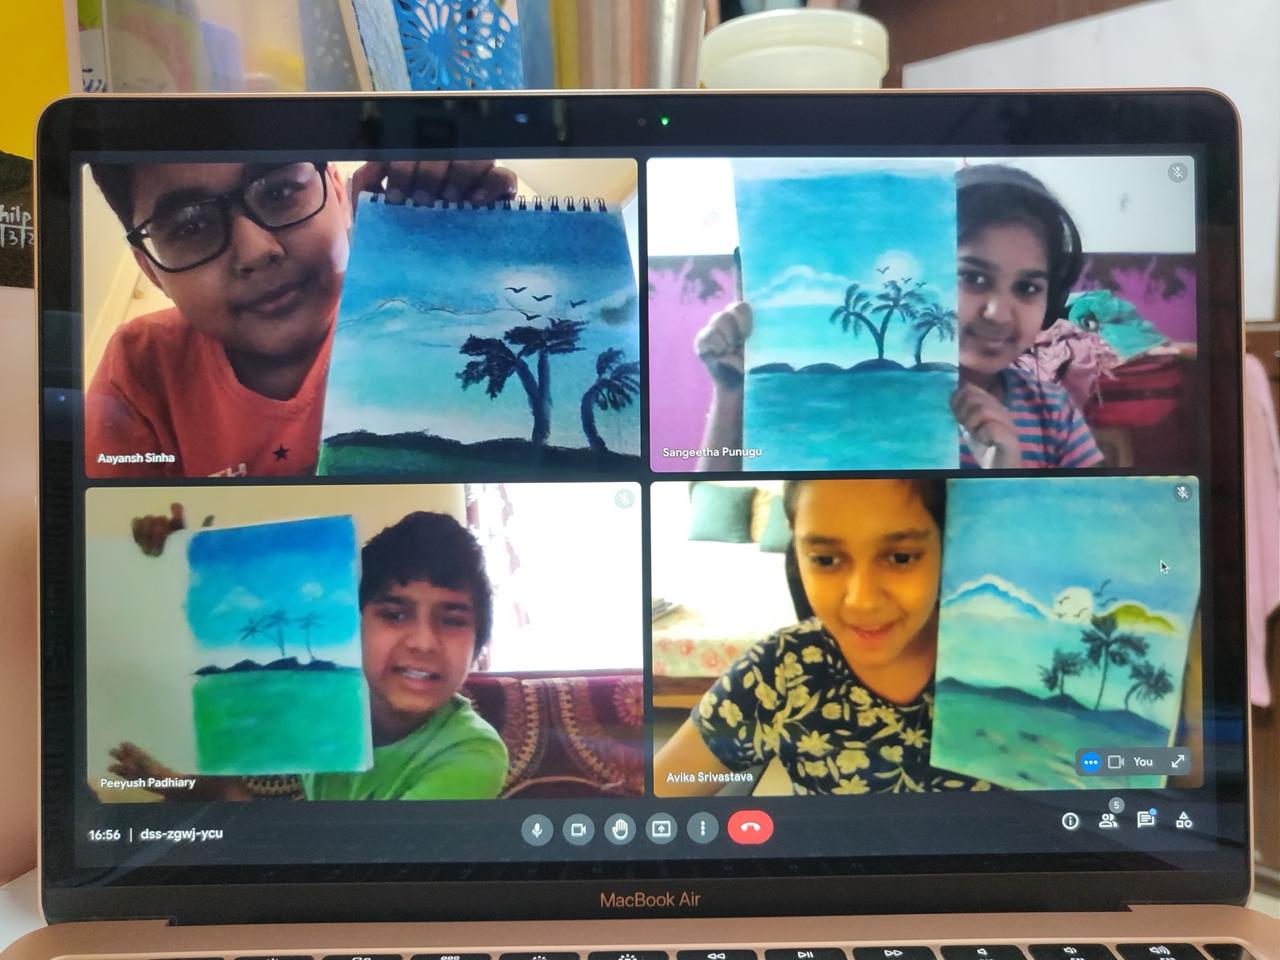 Aayansh Sinha
Sangeetha Punugu
Peeyush Padhiary
Avika Srivastava
You
16:56 | dss-zgwj-ycu
5
MacBook Air